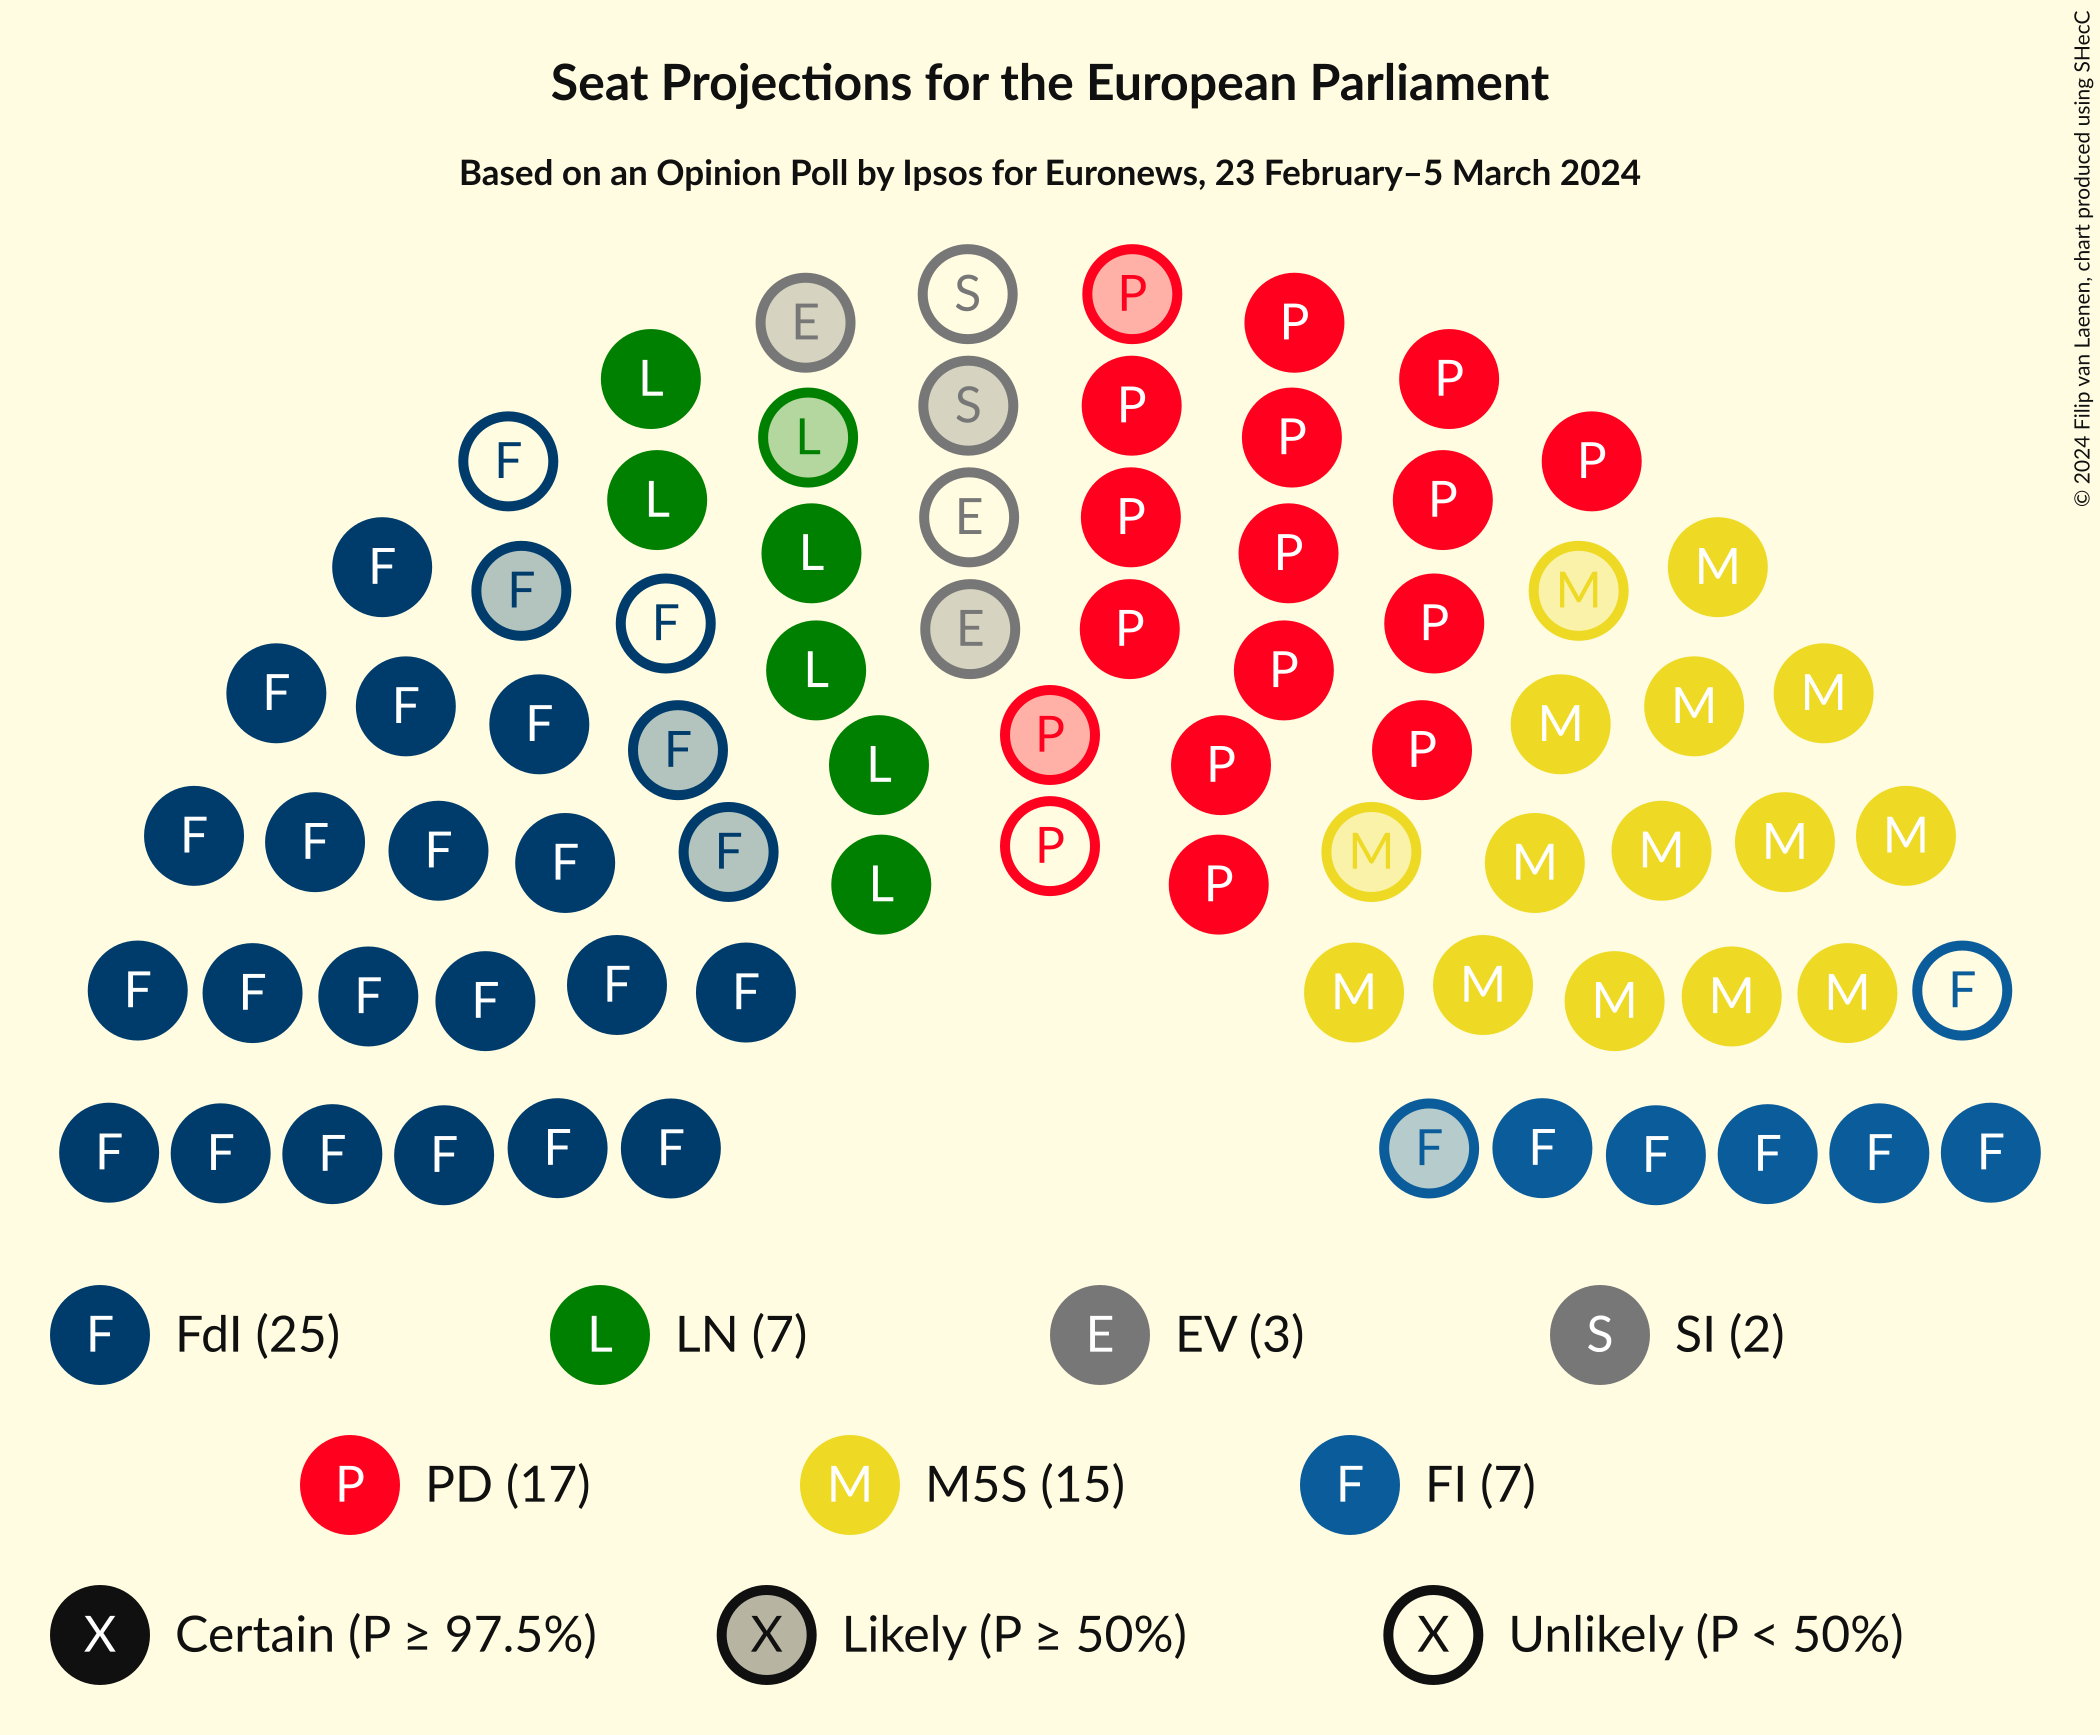 Seat Projections for the European Parliament
Based on an Opinion Poll by Ipsos for Euronews, 23 February–5 March 2024
© 2024 Filip van Laenen, chart produced using SHecC
S P
E P
L P
S P
L P
F L P P
E P
L P
F M
F M
F P
E P
L P
F F M M
F F M M
P
F L P P
F F M M
F F M M
P
F F M M
L P
F F F M M F
F F M M
F F M M
F F F F F F
F F F F F F
F FdI (25) L LN (7) E EV (3) S SI (2)
P PD (17) M M5S (15) F FI (7)
X Certain (P ≥ 97.5%) X Likely (P ≥ 50%) X Unlikely (P < 50%)